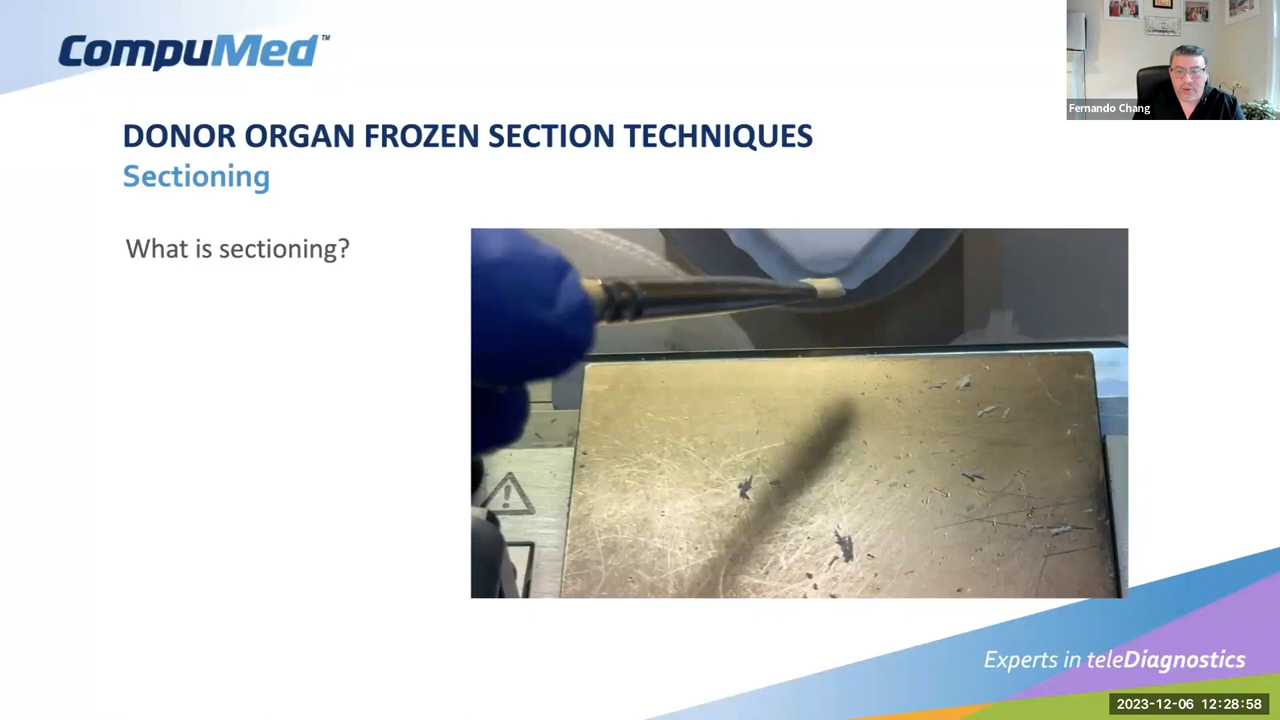 CompuMed™
Fernando Chang
DONOR ORGAN FROZEN SECTION TECHNIQUES
Sectioning
What is sectioning?
Experts in teleDiagnostics
2023-12-06 12:28:58